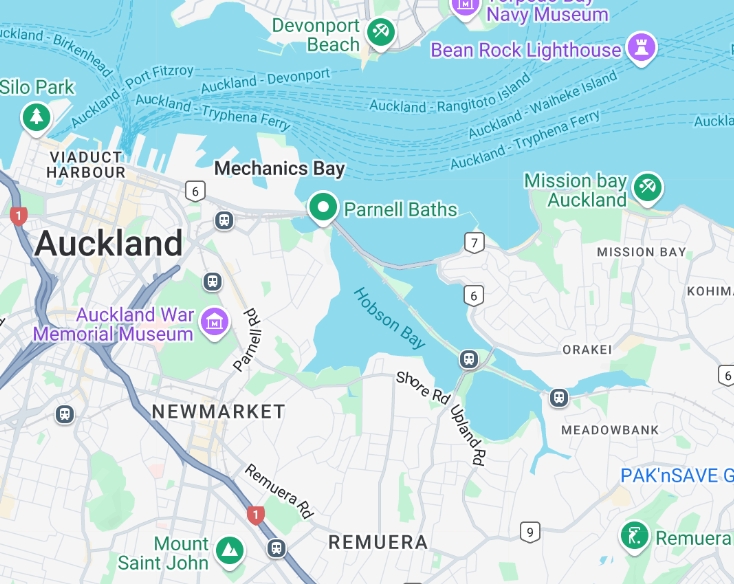 Torpedo Bay
Navy Museum
Devonport
Beach
Bean Rock Lighthouse
Auckland - Birkenhead
Auckland - Port Fitzroy
Auckland - Devonport
Silo Park
Auckland - Tryphena Ferry
Auckland - Rangitoto Island
Auckland - Waiheke Island
Auckland - Tryphena Ferry
Auckla
VIADUCT
HARBOUR
Mechanics Bay
6
Mission bay
Auckland
1
Parnell Baths
Auckland
7
MISSION BAY
6
KOHIMA
Hobson Bay
Auckland War
Memorial Museum
Parnell Rd
ORAKEI
6
Shore Rd
Upland Rd
NEWMARKET
MEADOWBANK
PAK'nSAVE G
Remuera Rd
1
9
Mount
Saint John
REMUERA
Remuera